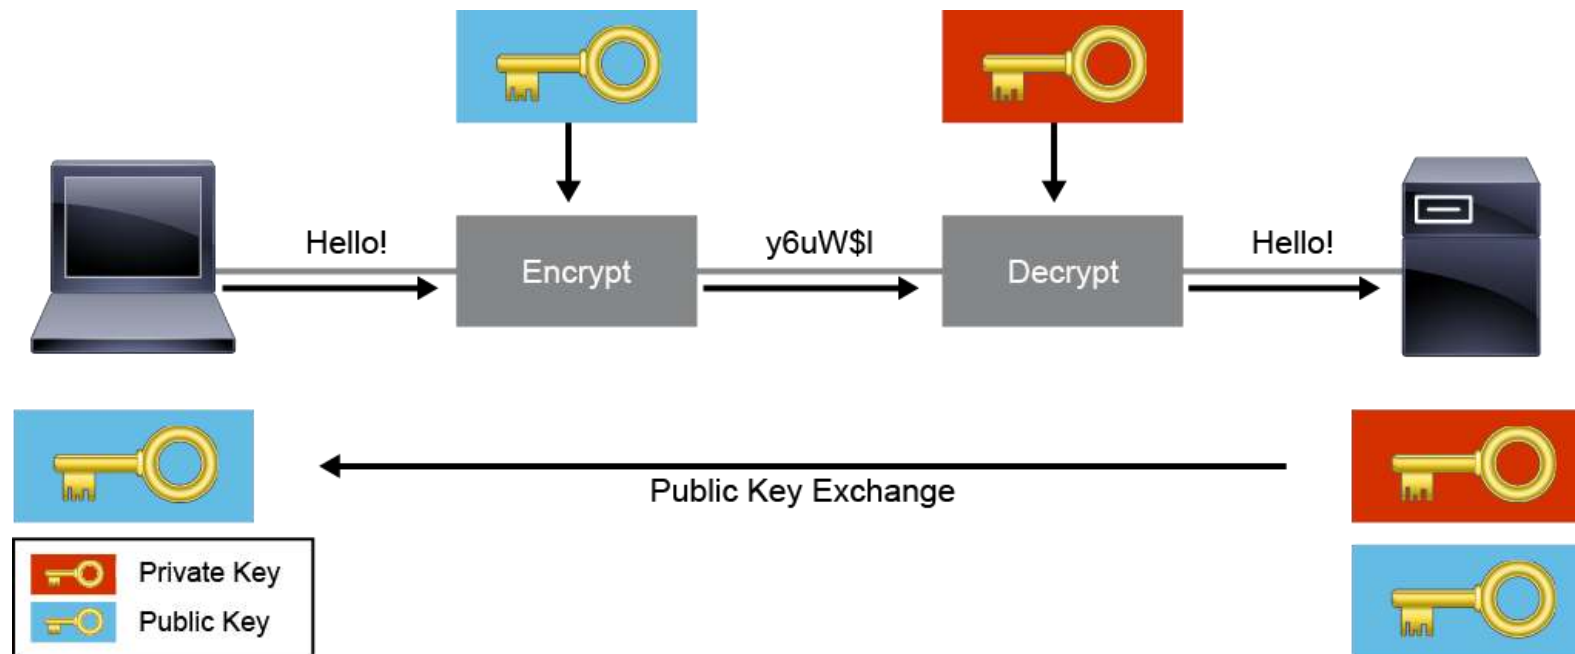 Hello!
Encrypt
y6uW$I
Decrypt
Hello!
Public Key Exchange
Private Key
Public Key